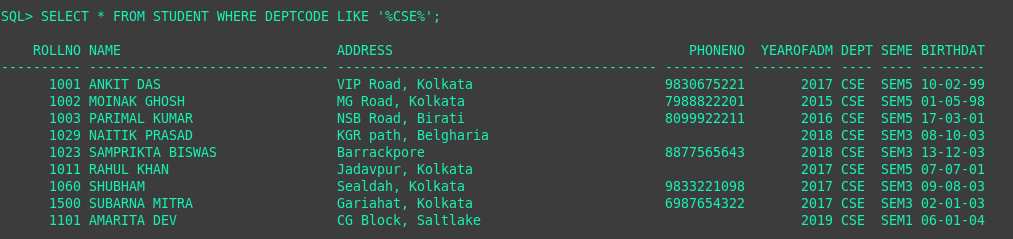 SQL> SELECT * FROM STUDENT WHERE DEPTCODE LIKE '%CSE%';
ROLLNO NAME ADDRESS PHONENO YEAROFADM DEPT SEME BIRTHDAT
---------- ------------------------------ ---------------------------------------- ---------- ---------- ---- ---- --------
1001 ANKIT DAS VIP Road, Kolkata 9830675221 2017 CSE SEM5 10-02-99
1002 MOINAK GHOSH MG Road, Kolkata 7988822201 2015 CSE SEM5 01-05-98
1003 PARIMAL KUMAR NSB Road, Birati 8099922211 2016 CSE SEM5 17-03-01
1029 NAITIK PRASAD KGR path, Belgharia 2018 CSE SEM3 08-10-03
1023 SAMPRIKTA BISWAS Barrackpore 8877565643 2018 CSE SEM3 13-12-03
1011 RAHUL KHAN Jadavpur, Kolkata 2017 CSE SEM5 07-07-01
1060 SHUBHAM Sealdah, Kolkata 9833221098 2017 CSE SEM3 09-08-03
1500 SUBARNA MITRA Gariahat, Kolkata 6987654322 2017 CSE SEM3 02-01-03
1101 AMARITA DEV CG Block, Saltlake 2019 CSE SEM1 06-01-04